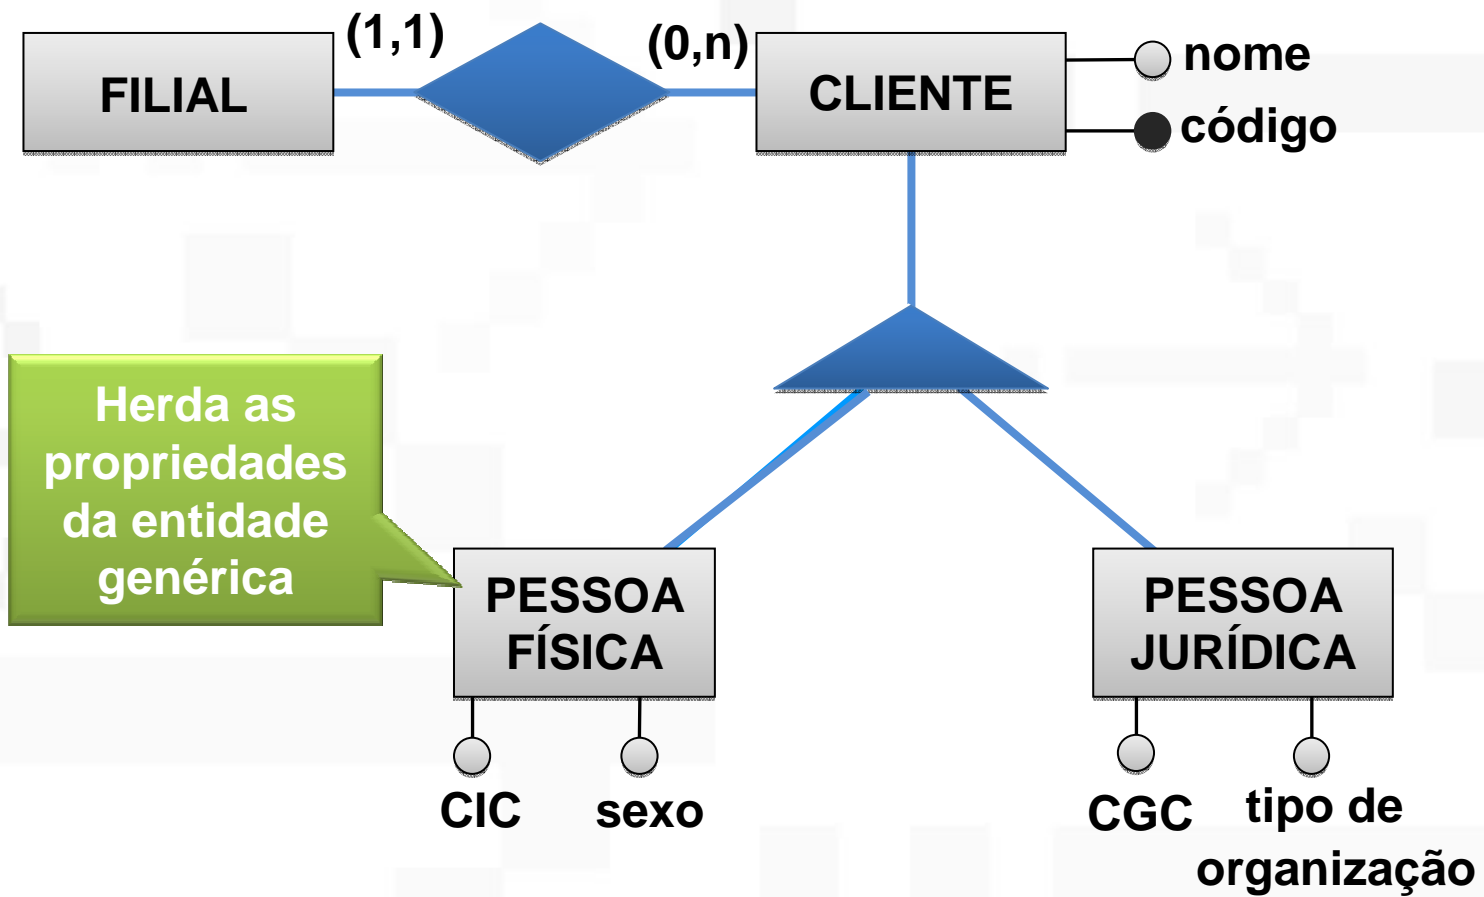 (1,1)
(0,n)
FILIAL
CLIENTE
nome
código
Herda as
propriedades
da entidade
genérica
PESSOA
FÍSICA
PESSOA
JURÍDICA
CIC
sexo
CGC
tipo de
organização